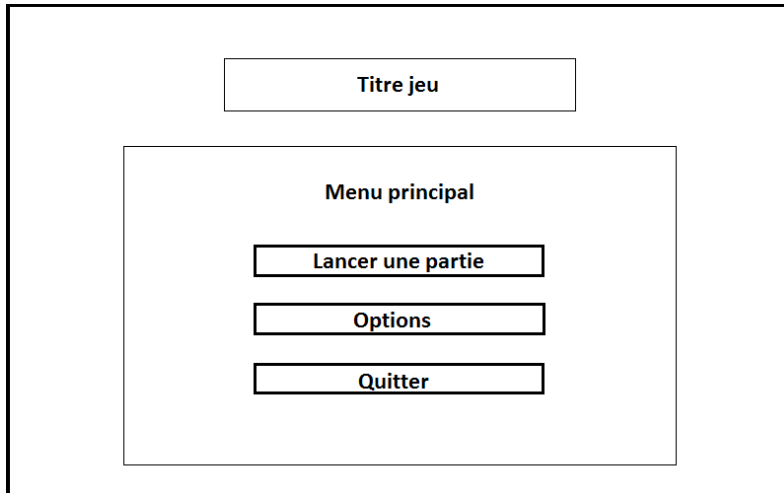 Titre jeu
Menu principal
Lancer une partie
Options
Quitter